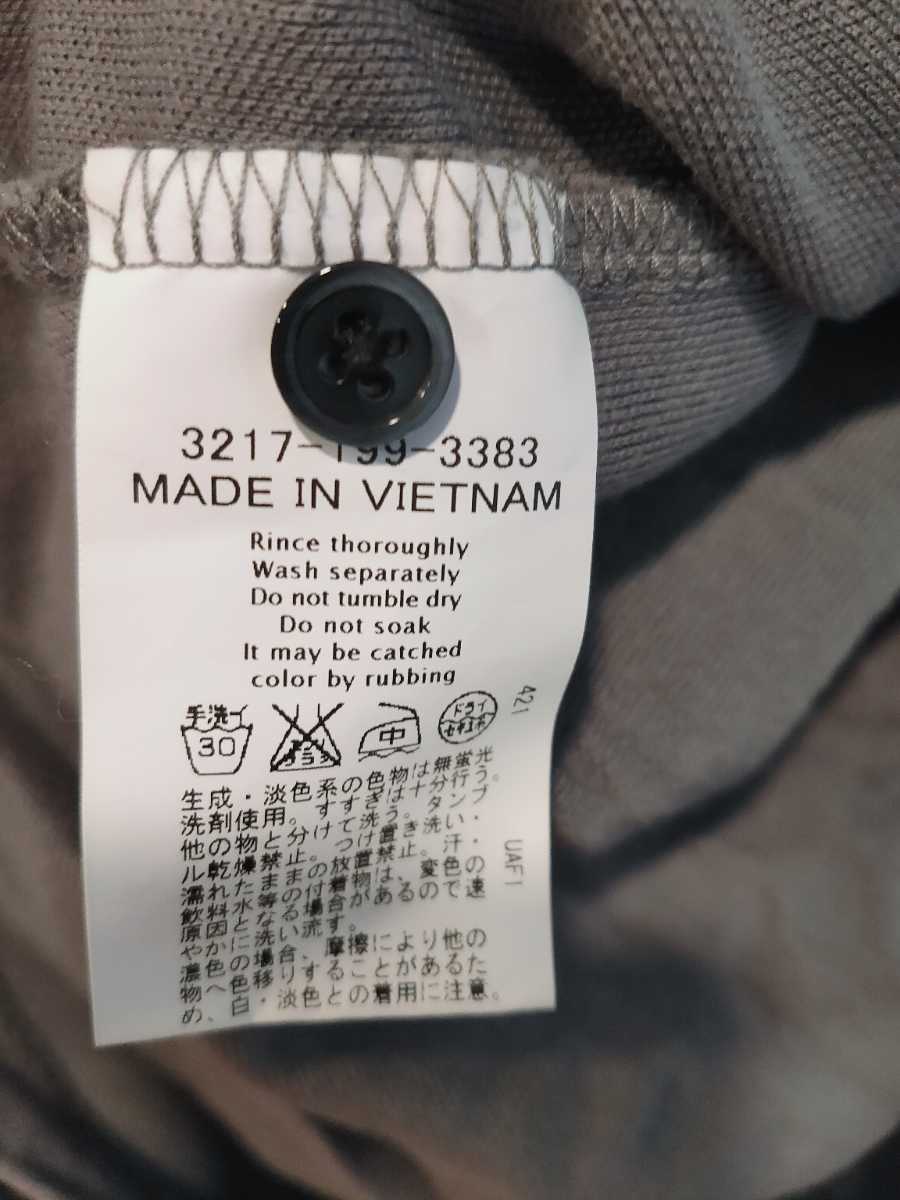 3217-199-3383
MADE IN VIETNAM
Rince thoroughly
Wash separately
Do not tumble dry
Do not soak
It may be catched
color by rubbing
手洗イ
30
中
ドライ
セキユ系
421
生成・淡色系の色物は無蛍光
洗剤使用。すすぎは十分行う。
他の物と分けて洗う。タンブ
ル乾燥禁止。つけ置き洗い・
濡れたままの放置禁止。汗・
飲料水等の付着物は、変色の
原因となる場合があるので速
やかに洗い流す。
濃色の場合、摩擦により他の
物へ色移りすることがあるた
め、白・淡色との着用に注意。
UAF1